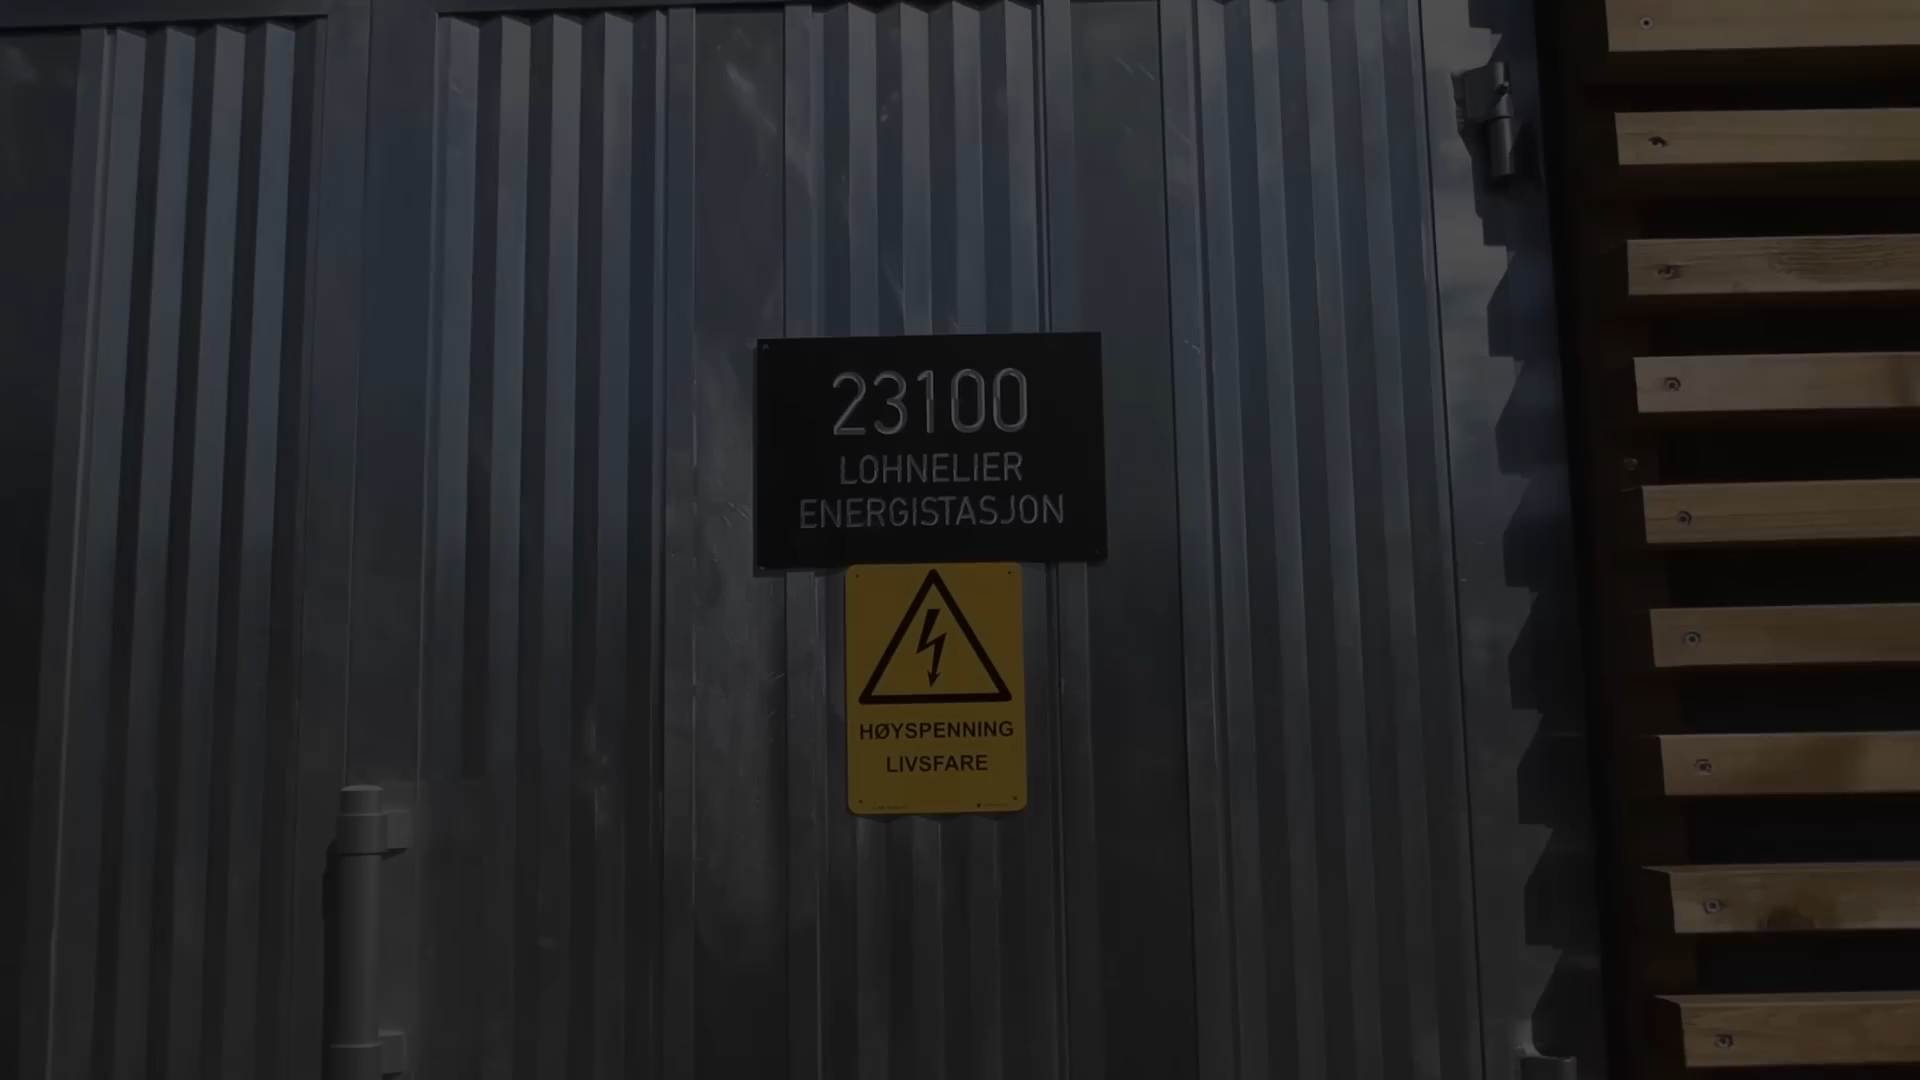 23100
LOHNELIER
ENERGISTASJON
HØYSPENNING
LIVSFARE